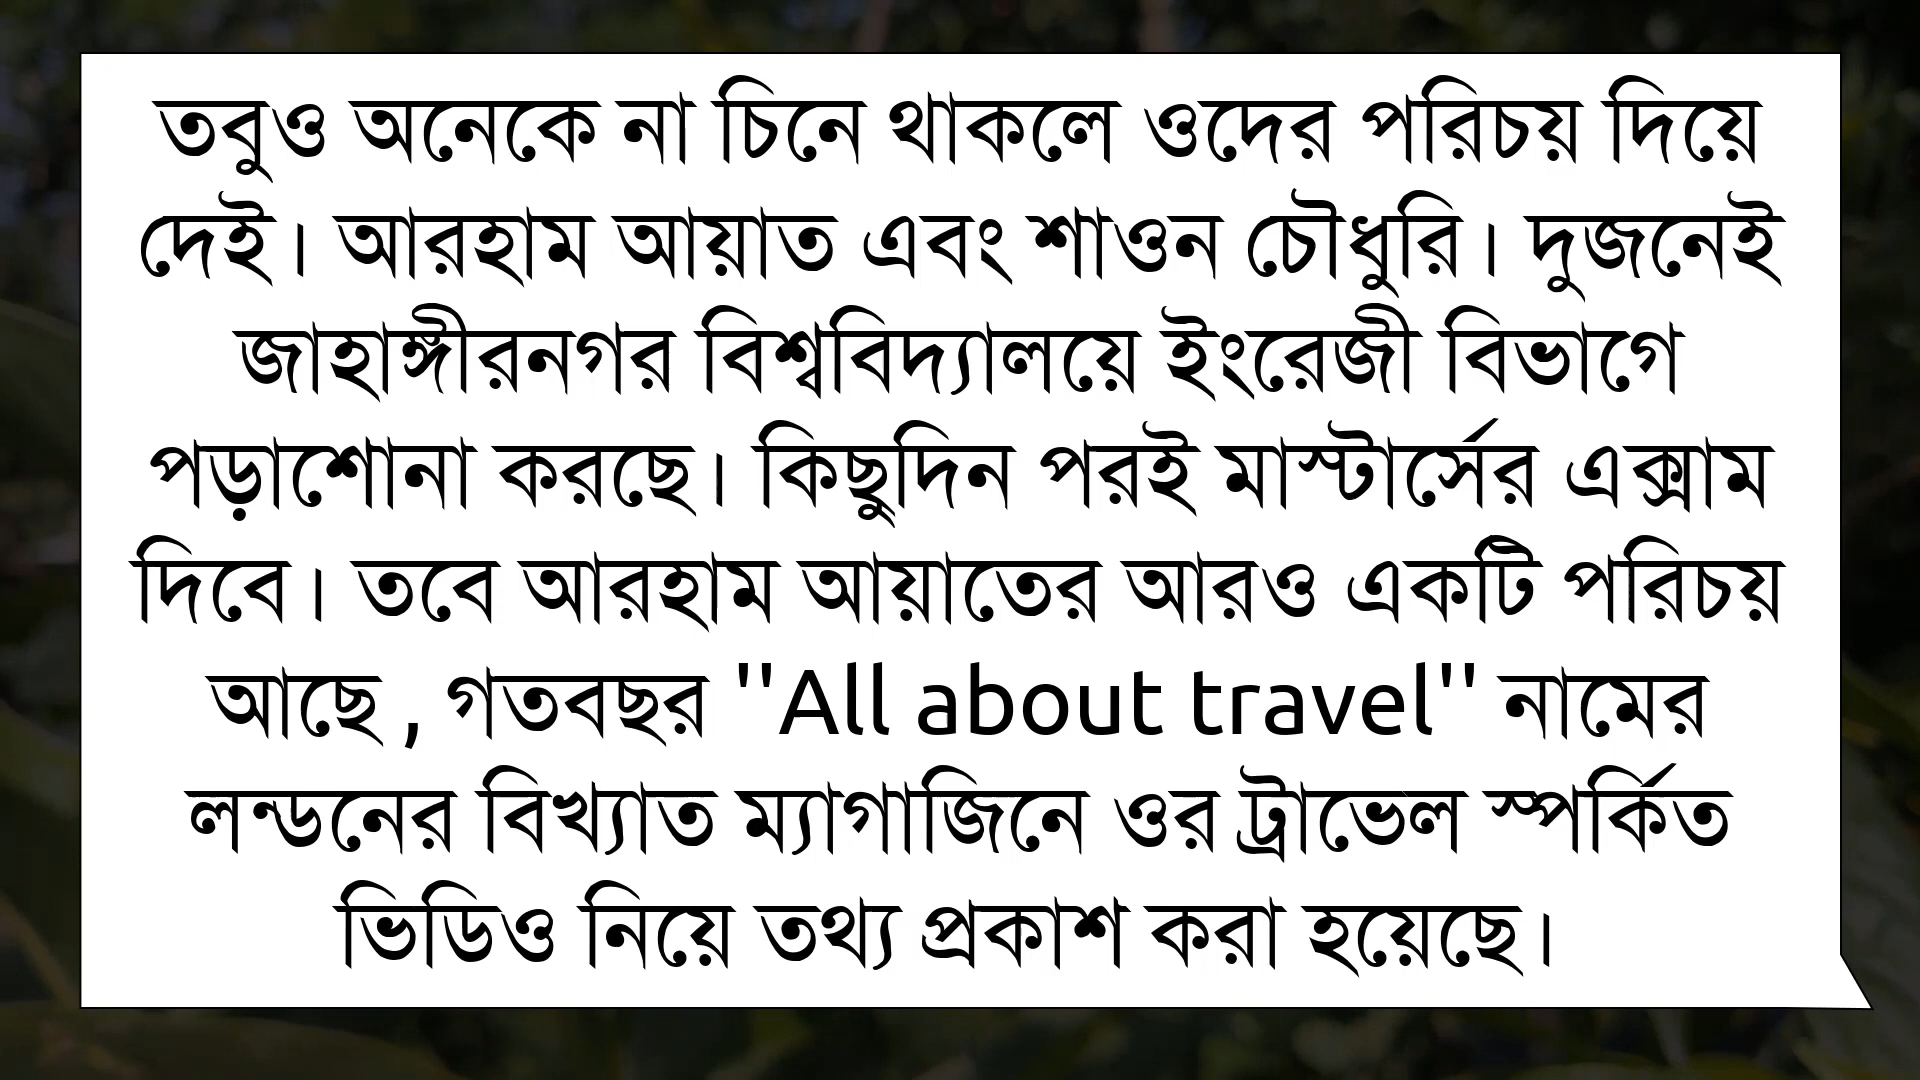 তবুও অনেকে না চিনে থাকলে ওদের পরিচয় দিয়ে
দেই। আরহাম আয়াত এবং শাওন চৌধুরি। দুজনেই
জাহাঙ্গীরনগর বিশ্ববিদ্যালয়ে ইংরেজী বিভাগে
পড়াশোনা করছে। কিছুদিন পরই মাস্টার্সের এক্সাম
দিবে। তবে আরহাম আয়াতের আরও একটি পরিচয়
আছে , গতবছর ''All about travel'' নামের
লন্ডনের বিখ্যাত ম্যাগাজিনে ওর ট্রাভেল স্পর্কিত
ভিডিও নিয়ে তথ্য প্রকাশ করা হয়েছে।